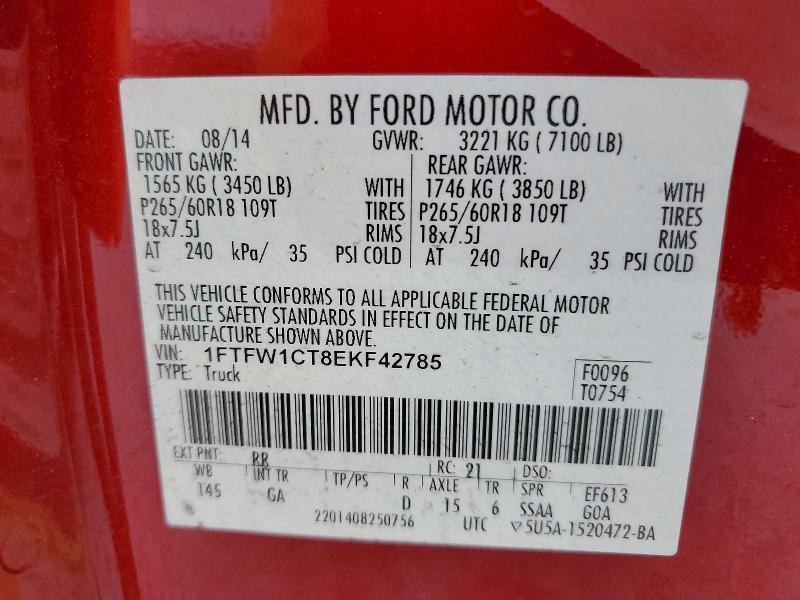 MFD. BY FORD MOTOR CO.
DATE: 08/14 GVWR: 3221 KG ( 7100 LB)
FRONT GAWR: REAR GAWR:
1565 KG ( 3450 LB) WITH 1746 KG ( 3850 LB) WITH
P265/60R18 109T TIRES P265/60R18 109T TIRES
18x7.5J RIMS 18x7.5J RIMS
AT 240 kPa/ 35 PSI COLD AT 240 kPa/ 35 PSI COLD
THIS VEHICLE CONFORMS TO ALL APPLICABLE FEDERAL MOTOR
VEHICLE SAFETY STANDARDS IN EFFECT ON THE DATE OF
MANUFACTURE SHOWN ABOVE.
VIN: 1FTFW1CT8EKF42785
TYPE: Truck
F0096
T0754
EXT PNT: RR RC: 21 DSO:
WB INT TR TP/PS R AXLE TR SPR EF613
145 GA D 15 6 SSAA GOA
2201408250756 UTC ▽5U5A-1520472-BA